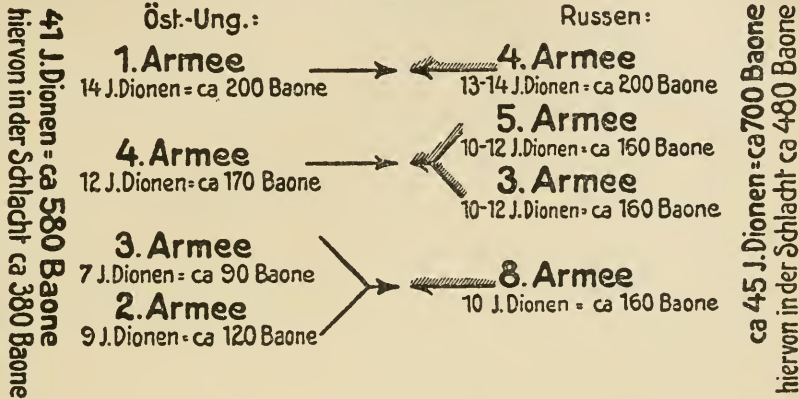 41 J.Dionen = ca 580 Baone
hiervon in der Schlacht ca 380 Baone
Öst.-Ung.:
1. Armee
14 J.Dionen = ca 200 Baone
4. Armee
12 J.Dionen = ca 170 Baone
3. Armee
7 J.Dionen = ca 90 Baone
2. Armee
9 J.Dionen = ca 120 Baone
Russen:
4. Armee
13-14 J.Dionen = ca 200 Baone
5. Armee
10-12 J.Dionen = ca 160 Baone
3. Armee
10-12 J.Dionen = ca 160 Baone
8. Armee
10 J.Dionen = ca 160 Baone
ca 45 J.Dionen = ca 700 Baone
hiervon in der Schlacht ca 480 Baone